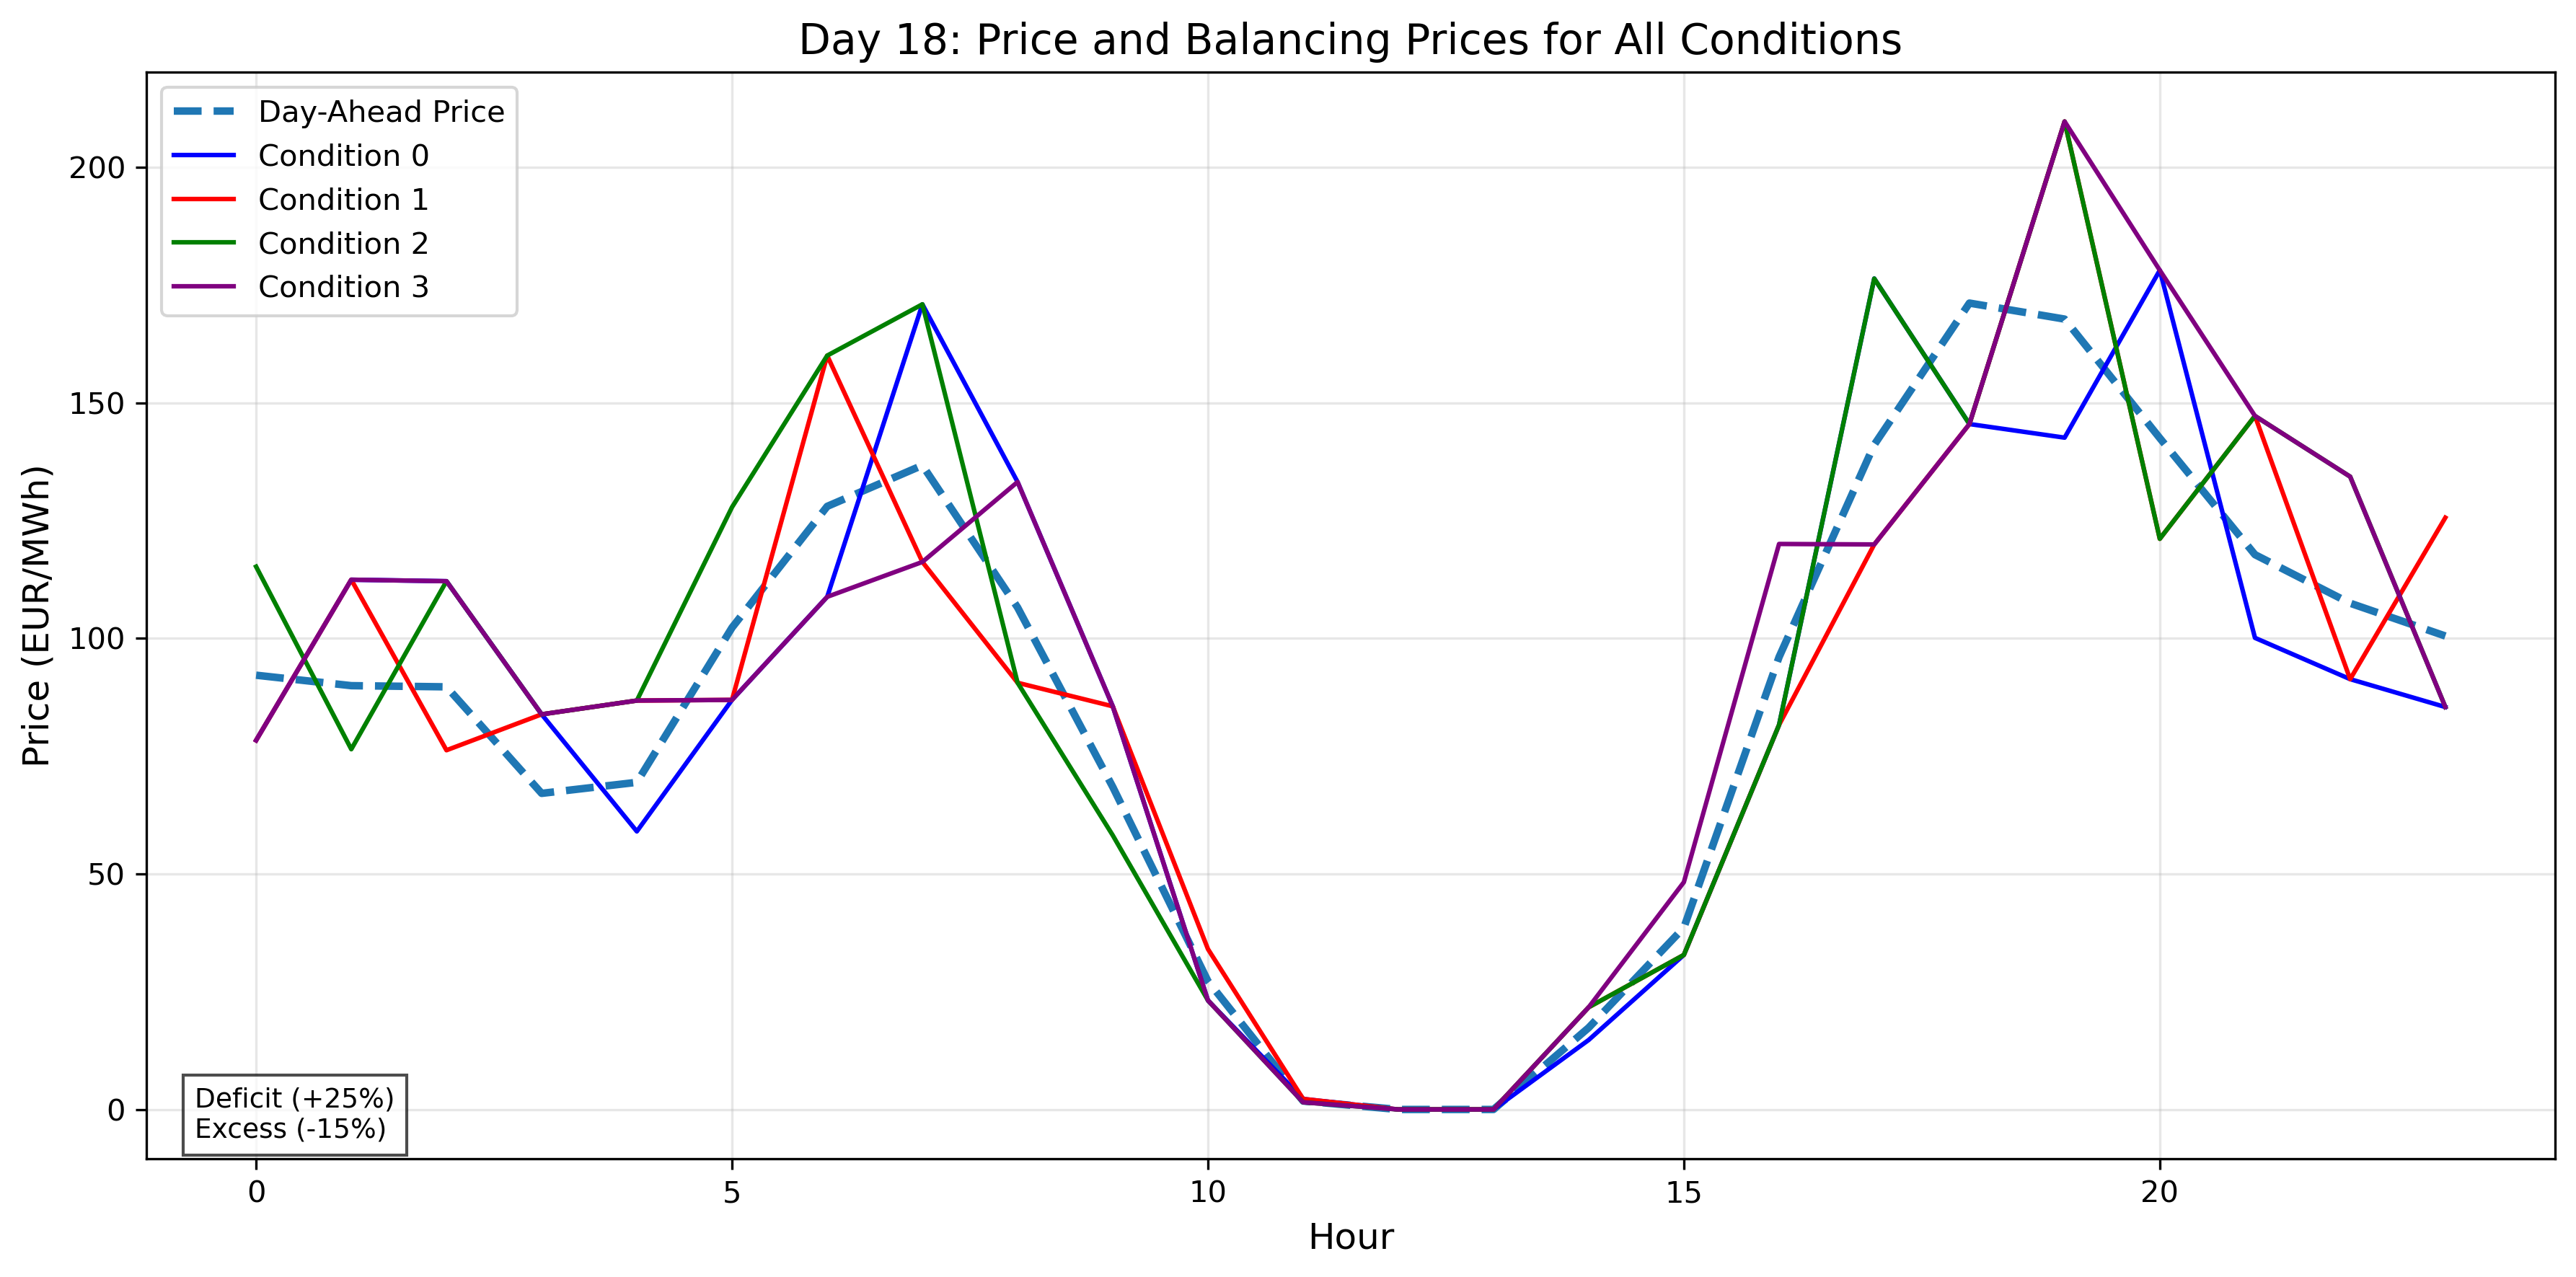 Day 18: Price and Balancing Prices for All Conditions
Day-Ahead Price
Condition 0
Condition 1
Condition 2
Condition 3
200
150
100
50
0
Price (EUR/MWh)
Deficit (+25%)
Excess (-15%)
0 5 10 15 20
Hour